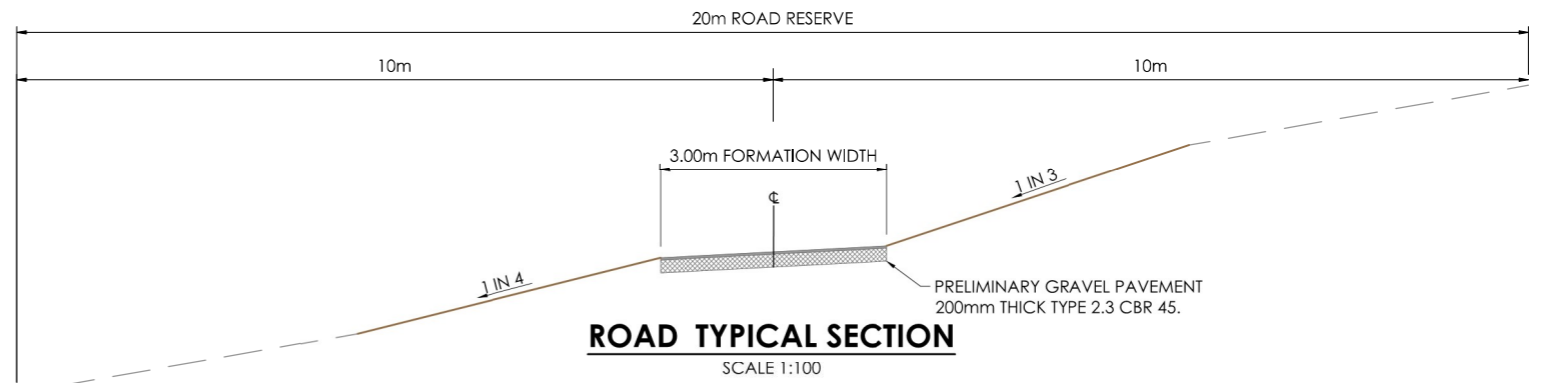 20m ROAD RESERVE
10m
10m
3.00m FORMATION WIDTH
℄
1 IN 3
1 IN 4
PRELIMINARY GRAVEL PAVEMENT
200mm THICK TYPE 2.3 CBR 45.
ROAD TYPICAL SECTION
SCALE 1:100